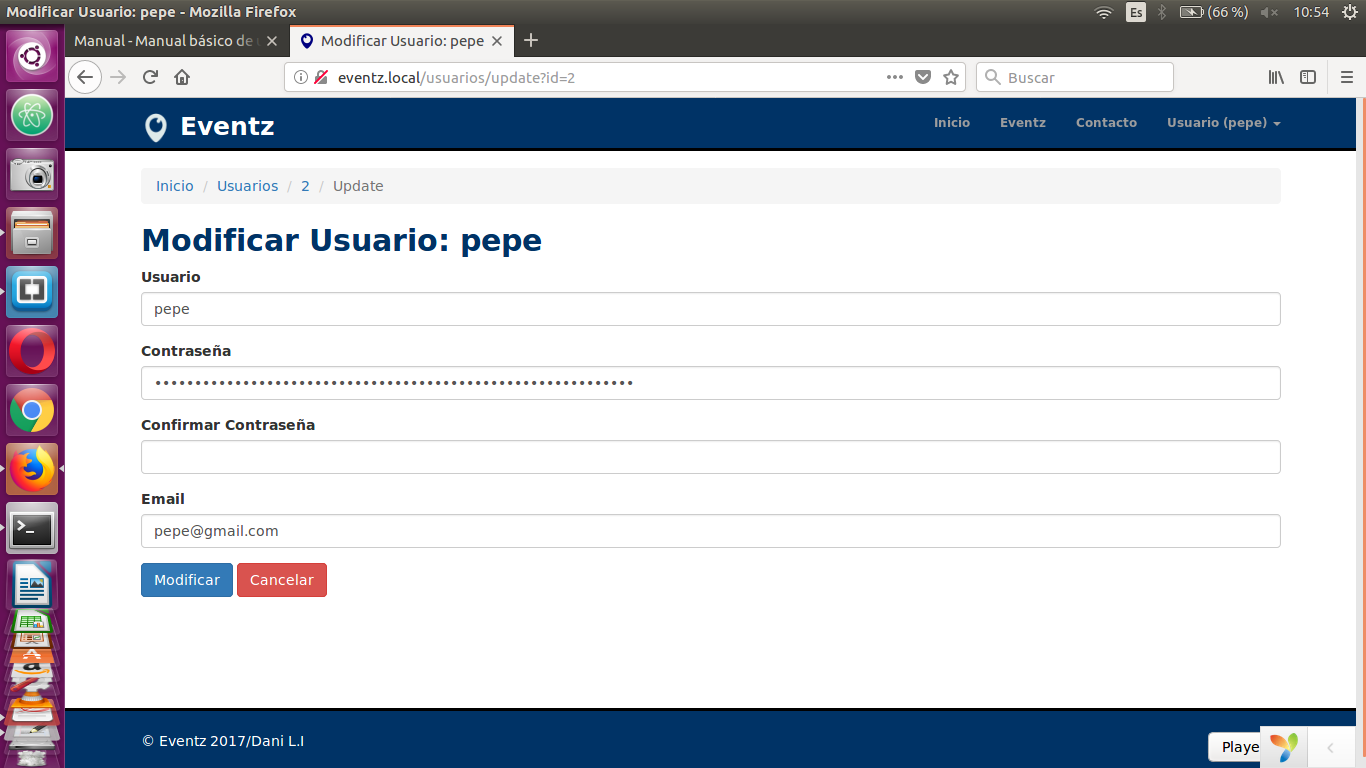 Modificar Usuario: pepe - Mozilla Firefox
Es
(66 %)
10:54
Manual - Manual básico de
Modificar Usuario: pepe
eventz.local/usuarios/update?id=2
Buscar
Eventz
Inicio
Eventz
Contacto
Usuario (pepe)
Inicio / Usuarios / 2 / Update
Modificar Usuario: pepe
Usuario
pepe
Contraseña
••••••••••••••••••••••••••••••••••••••••••••••••••••••••••••
Confirmar Contraseña
Email
pepe@gmail.com
Modificar
Cancelar
© Eventz 2017/Dani L.I
Playe